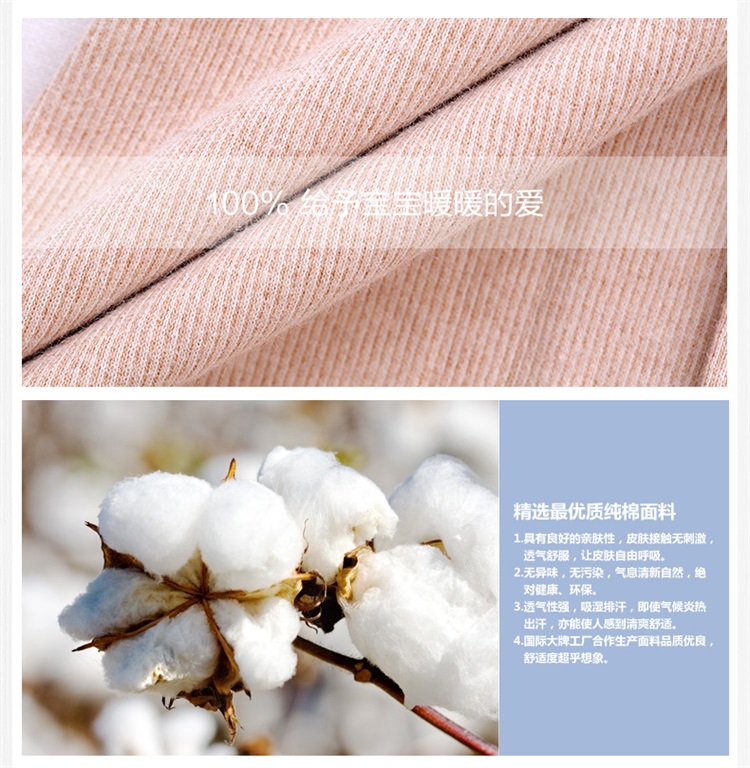 100% 给予宝宝暖暖的爱
精选最优质纯棉面料
1.具有良好的亲肤性，皮肤接触无刺激，
透气舒服，让皮肤自由呼吸。
2.无异味，无污染，气息清新自然，绝
对健康、环保。
3.透气性强，吸湿排汗，即使气候炎热
出汗，亦能使人感到清爽舒适。
4.国际大牌工厂合作生产面料品质优良，
舒适度超乎想象。